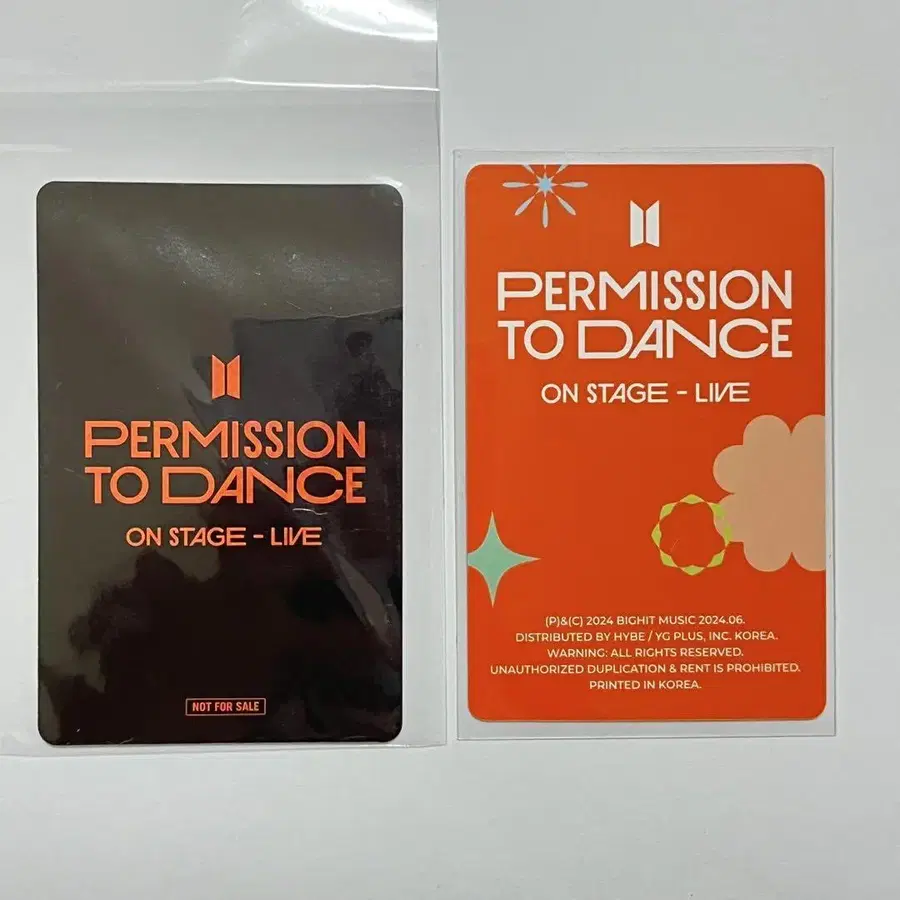 PERMISSION
TO DANCE
ON STAGE - LIVE
NOT FOR SALE
PERMISSION
TO DANCE
ON STAGE - LIVE
(P)&(C) 2024 BIGHIT MUSIC 2024.06.
DISTRIBUTED BY HYBE / YG PLUS, INC. KOREA.
WARNING: ALL RIGHTS RESERVED.
UNAUTHORIZED DUPLICATION & RENT IS PROHIBITED.
PRINTED IN KOREA.